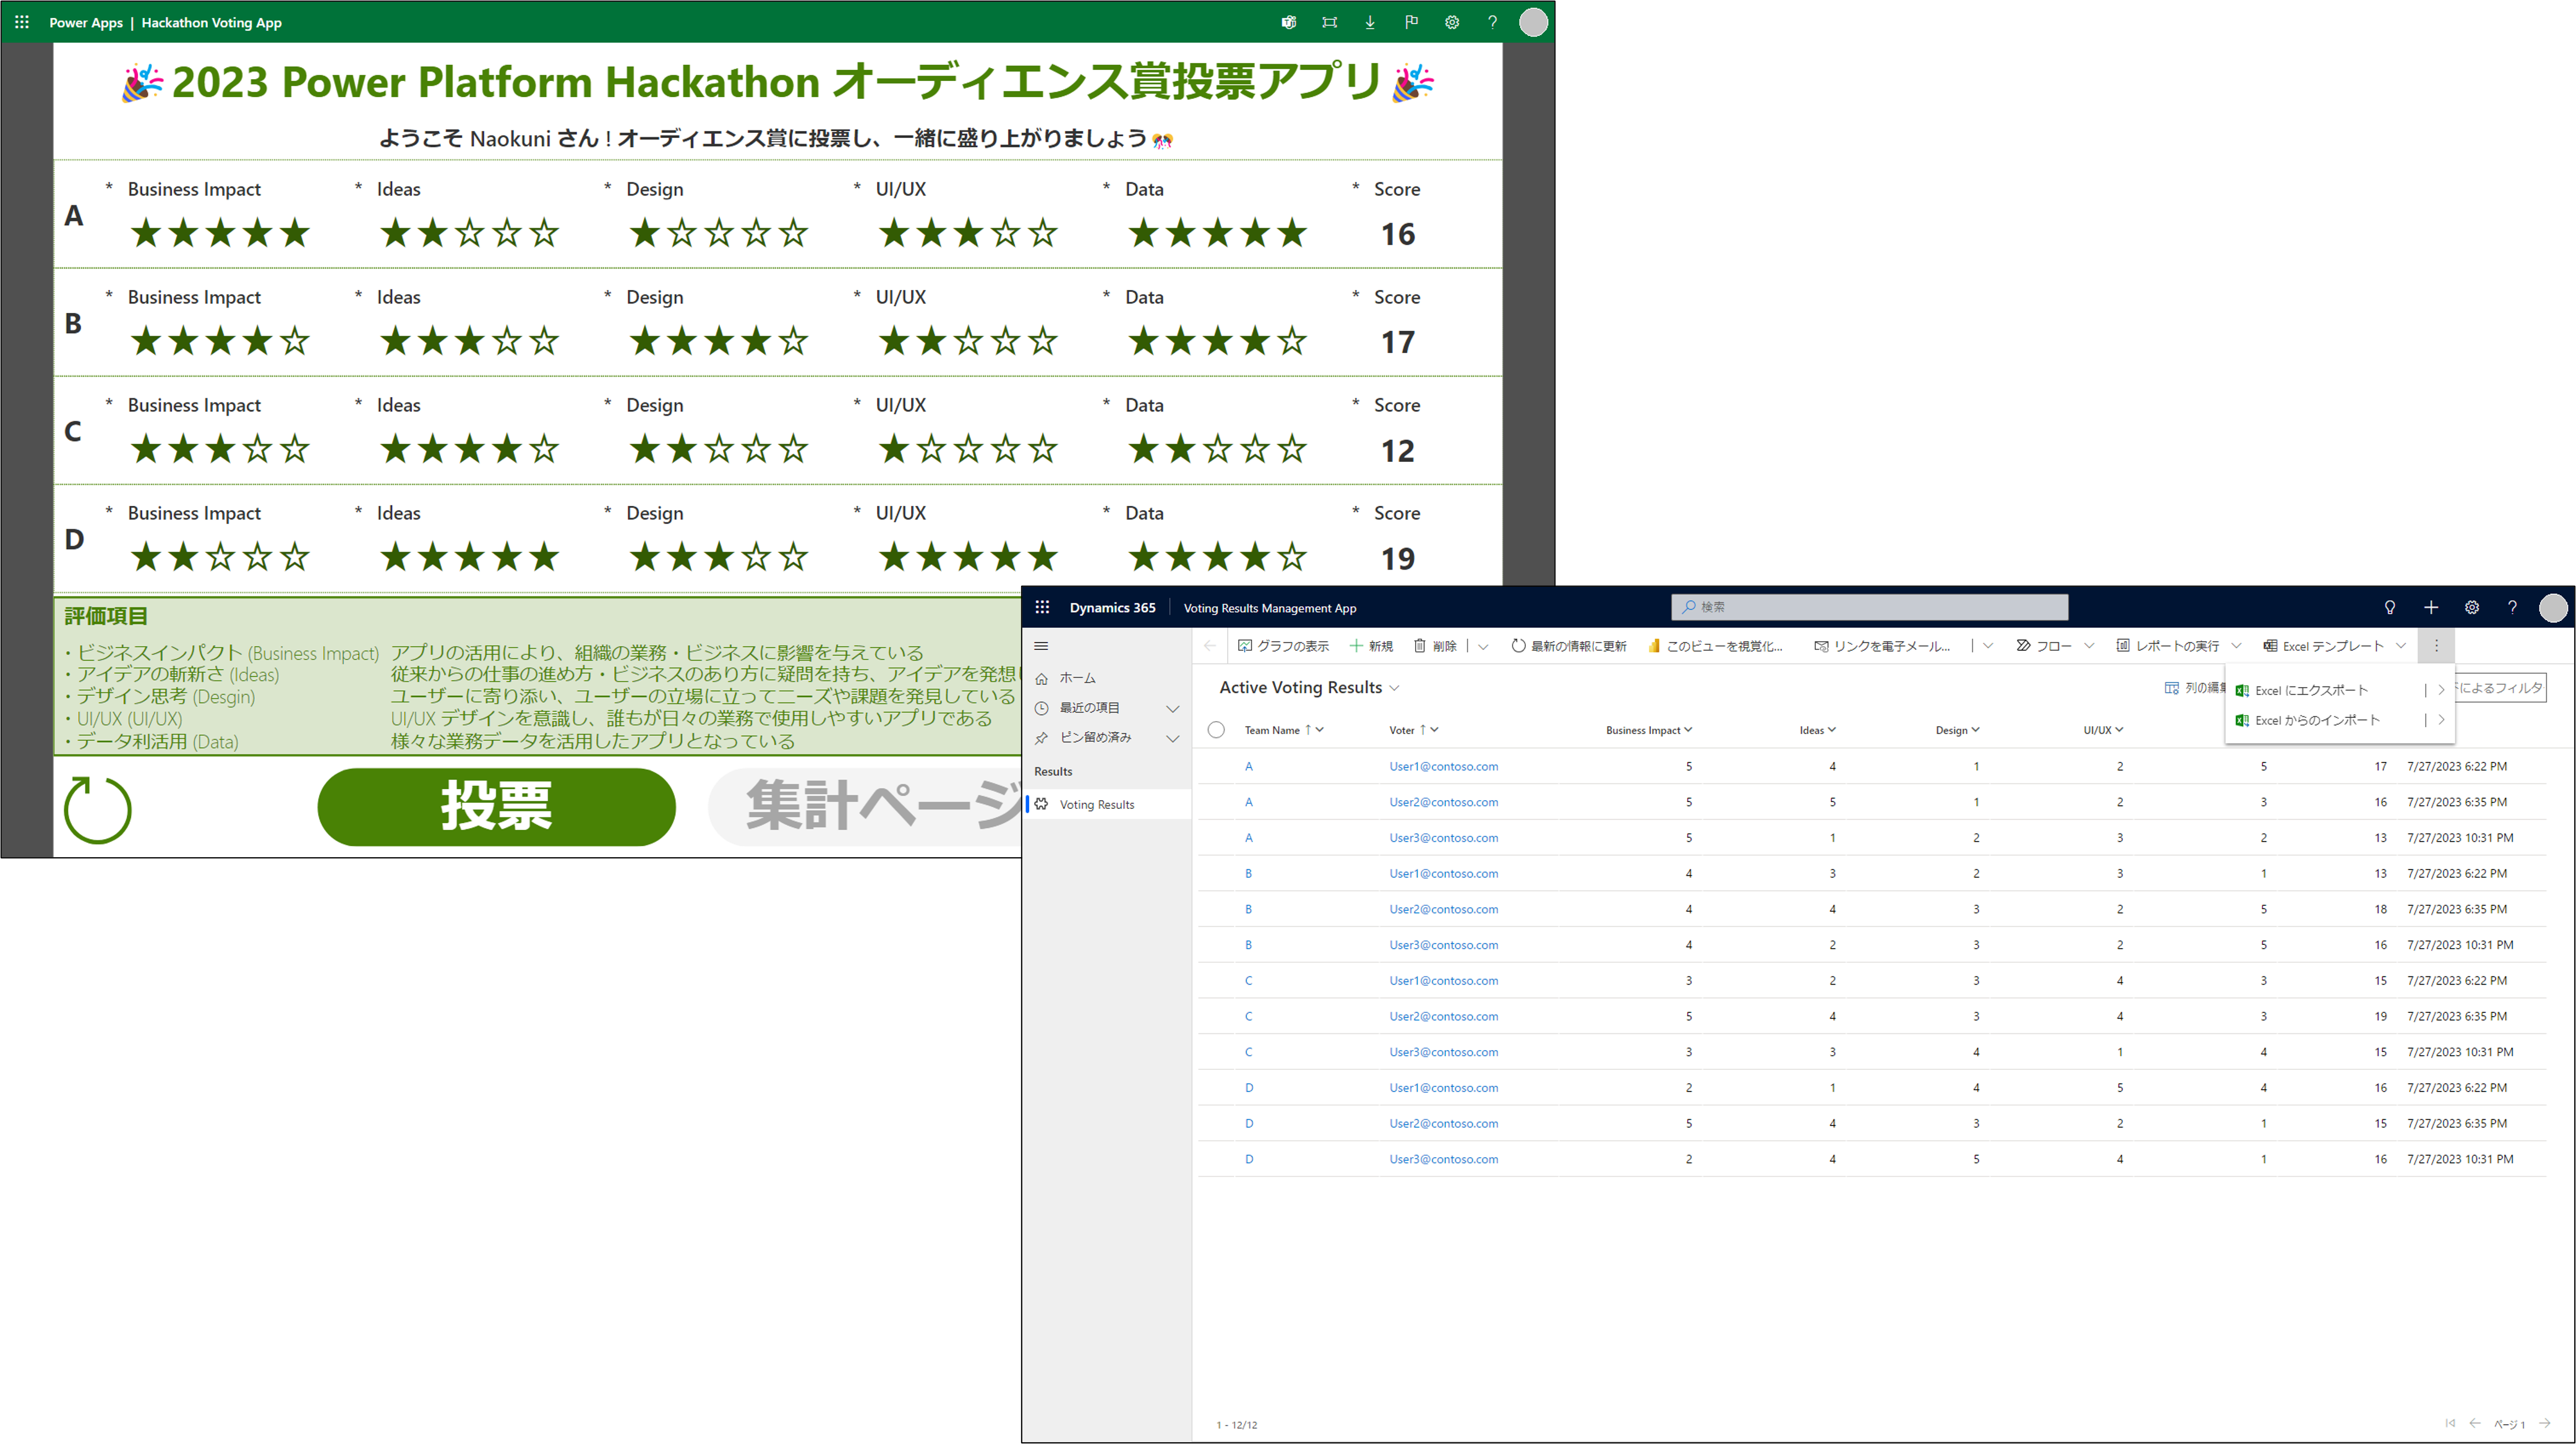 Power Apps | Hackathon Voting App
🎉 2023 Power Platform Hackathon オーディエンス賞投票アプリ 🎉
ようこそ Naokuni さん ! オーディエンス賞に投票し、一緒に盛り上がりましょう 🎊
* Business Impact * Ideas * Design * UI/UX * Data * Score
A ★★★★★ ★★☆☆☆ ★☆☆☆☆ ★★★☆☆ ★★★★★ 16
* Business Impact * Ideas * Design * UI/UX * Data * Score
B ★★★★☆ ★★★☆☆ ★★★★☆ ★★☆☆☆ ★★★★☆ 17
* Business Impact * Ideas * Design * UI/UX * Data * Score
C ★★★☆☆ ★★★★☆ ★★☆☆☆ ★☆☆☆☆ ★★☆☆☆ 12
* Business Impact * Ideas * Design * UI/UX * Data * Score
D ★★☆☆☆ ★★★★★ ★★★☆☆ ★★★★★ ★★★★☆ 19
評価項目
・ビジネスインパクト (Business Impact) アプリの活用により、組織の業務・ビジネスに影響を与えている
・アイデアの斬新さ (Ideas) 従来からの仕事の進め方・ビジネスのあり方に疑問を持ち、アイデアを発想し
・デザイン思考 (Desgin) ユーザーに寄り添い、ユーザーの立場に立ってニーズや課題を発見している
・UI/UX (UI/UX) UI/UX デザインを意識し、誰もが日々の業務で使用しやすいアプリである
・データ利活用 (Data) 様々な業務データを活用したアプリとなっている
投票 集計ページ
Dynamics 365 Voting Results Management App 検索
グラフの表示 新規 削除 最新の情報に更新 このビューを視覚化... リンクを電子メール... フロー レポートの実行 Excel テンプレート
ホーム
最近の項目
ピン留め済み
Results
Voting Results
Active Voting Results 列の編集 によるフィルタ
Excel にエクスポート
Excel からのインポート
Team Name ↑ Voter ↑ Business Impact Ideas Design UI/UX
A User1@contoso.com 5 4 1 2 5 17 7/27/2023 6:22 PM
A User2@contoso.com 5 5 1 2 3 16 7/27/2023 6:35 PM
A User3@contoso.com 5 1 2 3 2 13 7/27/2023 10:31 PM
B User1@contoso.com 4 3 2 3 1 13 7/27/2023 6:22 PM
B User2@contoso.com 4 4 3 2 5 18 7/27/2023 6:35 PM
B User3@contoso.com 4 2 3 2 5 16 7/27/2023 10:31 PM
C User1@contoso.com 3 2 3 4 3 15 7/27/2023 6:22 PM
C User2@contoso.com 5 4 3 4 3 19 7/27/2023 6:35 PM
C User3@contoso.com 3 3 4 1 4 15 7/27/2023 10:31 PM
D User1@contoso.com 2 1 4 5 4 16 7/27/2023 6:22 PM
D User2@contoso.com 5 4 3 2 1 15 7/27/2023 6:35 PM
D User3@contoso.com 2 4 5 4 1 16 7/27/2023 10:31 PM
1 - 12/12 ページ 1